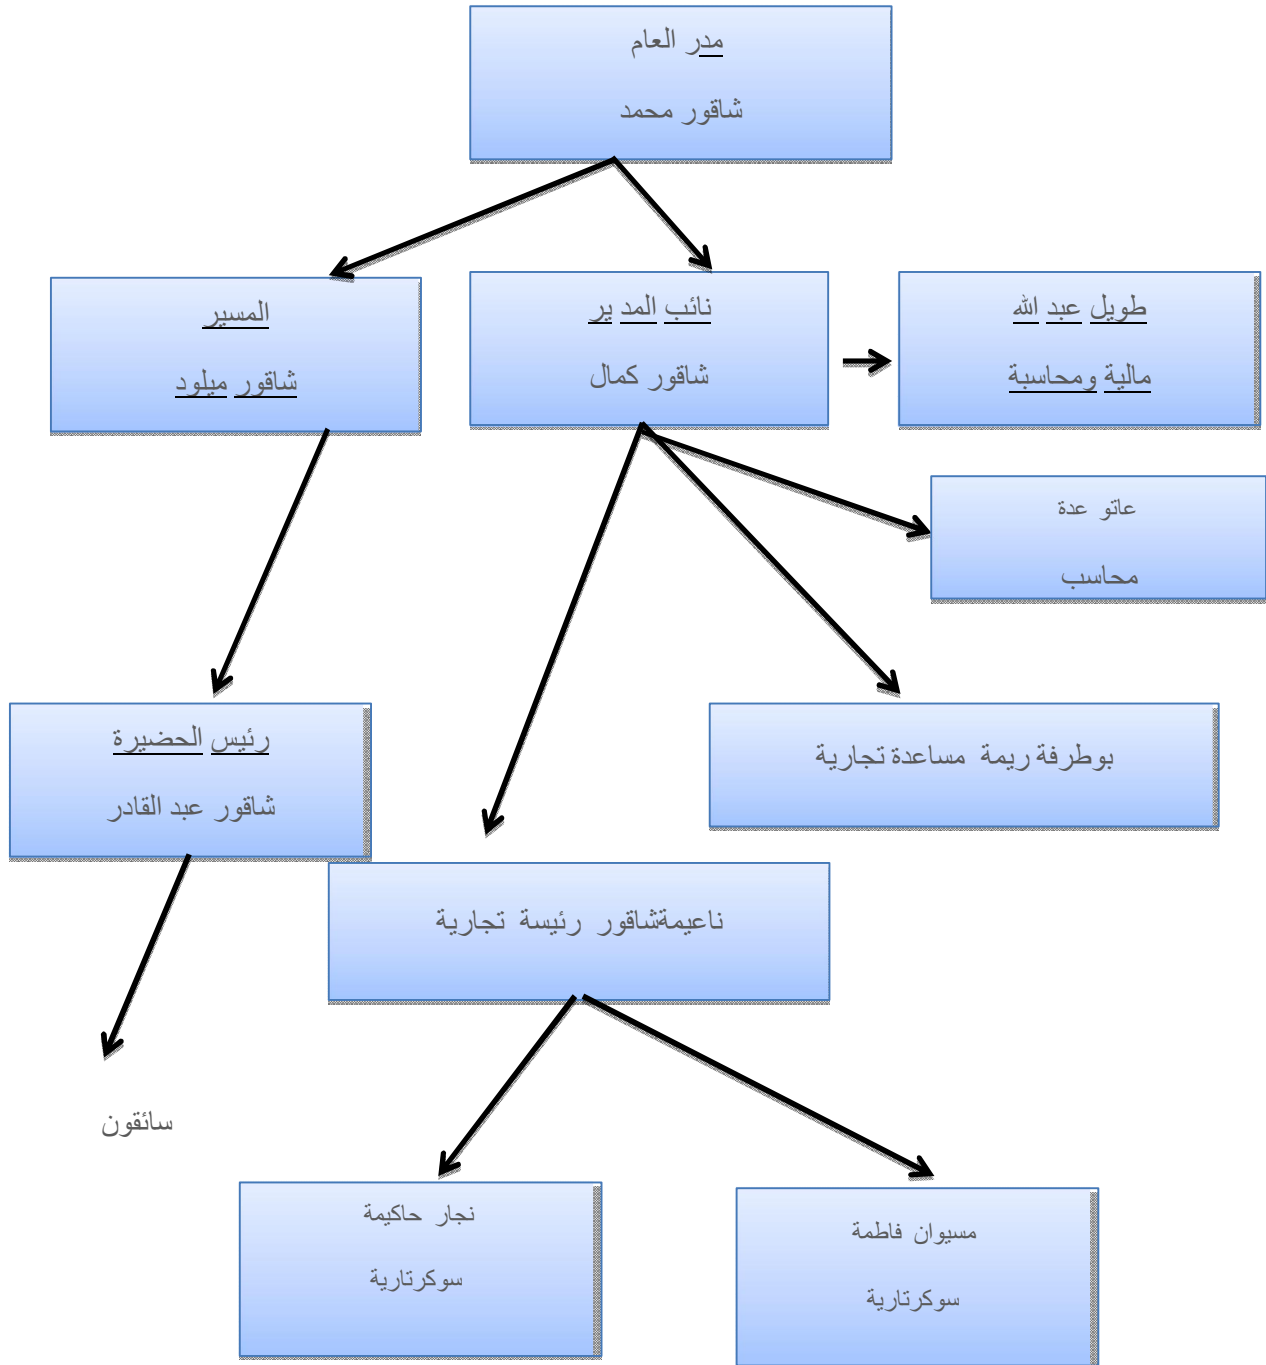 مدر العام
شاقور محمد
المسير
شاقور ميلود
نائب المد ير
شاقور كمال
طويل عبد الله
مالية ومحاسبة
عاتو عدة
محاسب
رئيس الحضيرة
شاقور عبد القادر
بوطرفة ريمة مساعدة تجارية
ناعيمةشاقور رئيسة تجارية
سائقون
نجار حاكيمة
سوكرتارية
مسيوان فاطمة
سوكرتارية